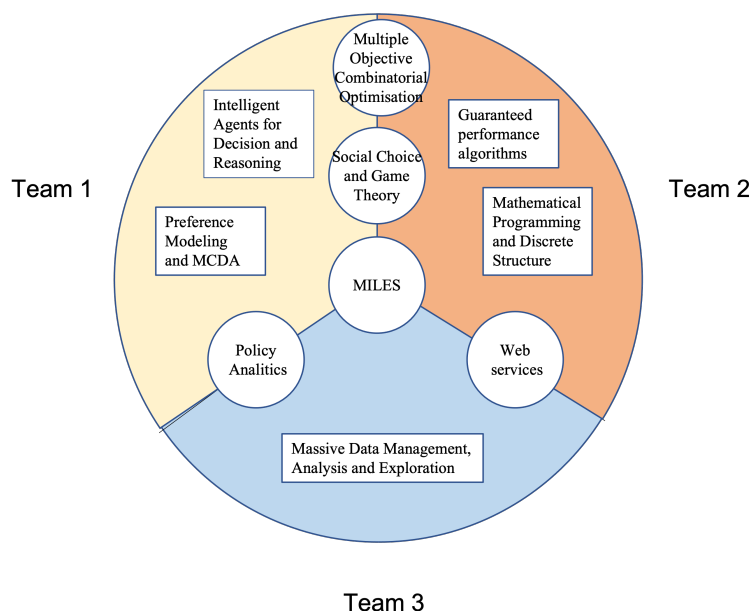 Multiple
Objective
Combinatorial
Optimisation
Intelligent
Agents for
Decision and
Reasoning
Guaranteed
performance
algorithms
Social Choice
and Game
Theory
Team 1
Team 2
Preference
Modeling
and MCDA
Mathematical
Programming
and Discrete
Structure
MILES
Policy
Analitics
Web
services
Massive Data Management,
Analysis and Exploration
Team 3